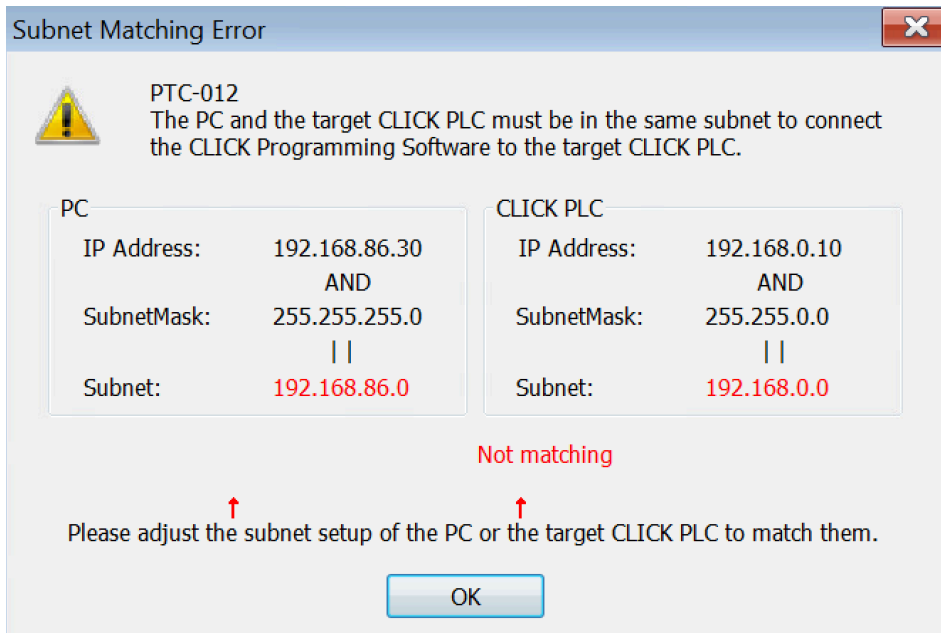 Subnet Matching Error
PTC-012
The PC and the target CLICK PLC must be in the same subnet to connect
the CLICK Programming Software to the target CLICK PLC.
PC
IP Address: 192.168.86.30
AND
SubnetMask: 255.255.255.0
||
Subnet: 192.168.86.0
CLICK PLC
IP Address: 192.168.0.10
AND
SubnetMask: 255.255.0.0
||
Subnet: 192.168.0.0
Not matching
Please adjust the subnet setup of the PC or the target CLICK PLC to match them.
OK